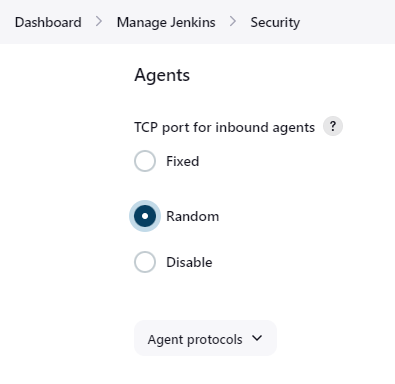 Dashboard > Manage Jenkins > Security
Agents
TCP port for inbound agents ?
Fixed
Random
Disable
Agent protocols